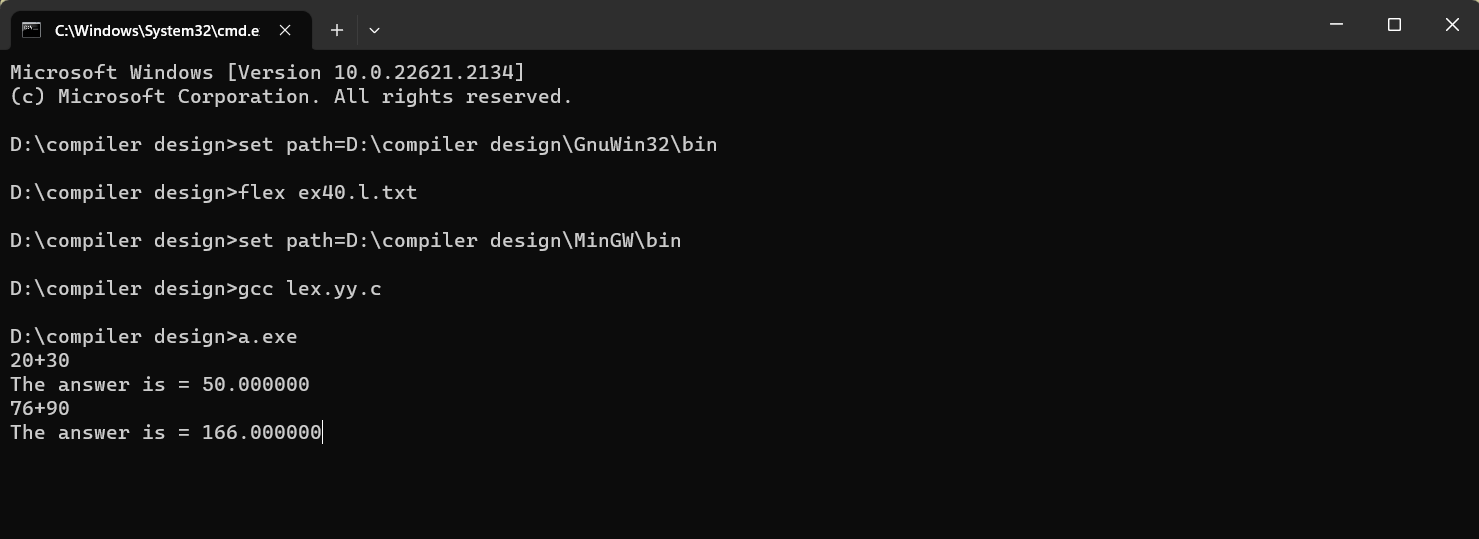 C:\Windows\System32\cmd.e
Microsoft Windows [Version 10.0.22621.2134]
(c) Microsoft Corporation. All rights reserved.
D:\compiler design>set path=D:\compiler design\GnuWin32\bin
D:\compiler design>flex ex40.l.txt
D:\compiler design>set path=D:\compiler design\MinGW\bin
D:\compiler design>gcc lex.yy.c
D:\compiler design>a.exe
20+30
The answer is = 50.000000
76+90
The answer is = 166.000000